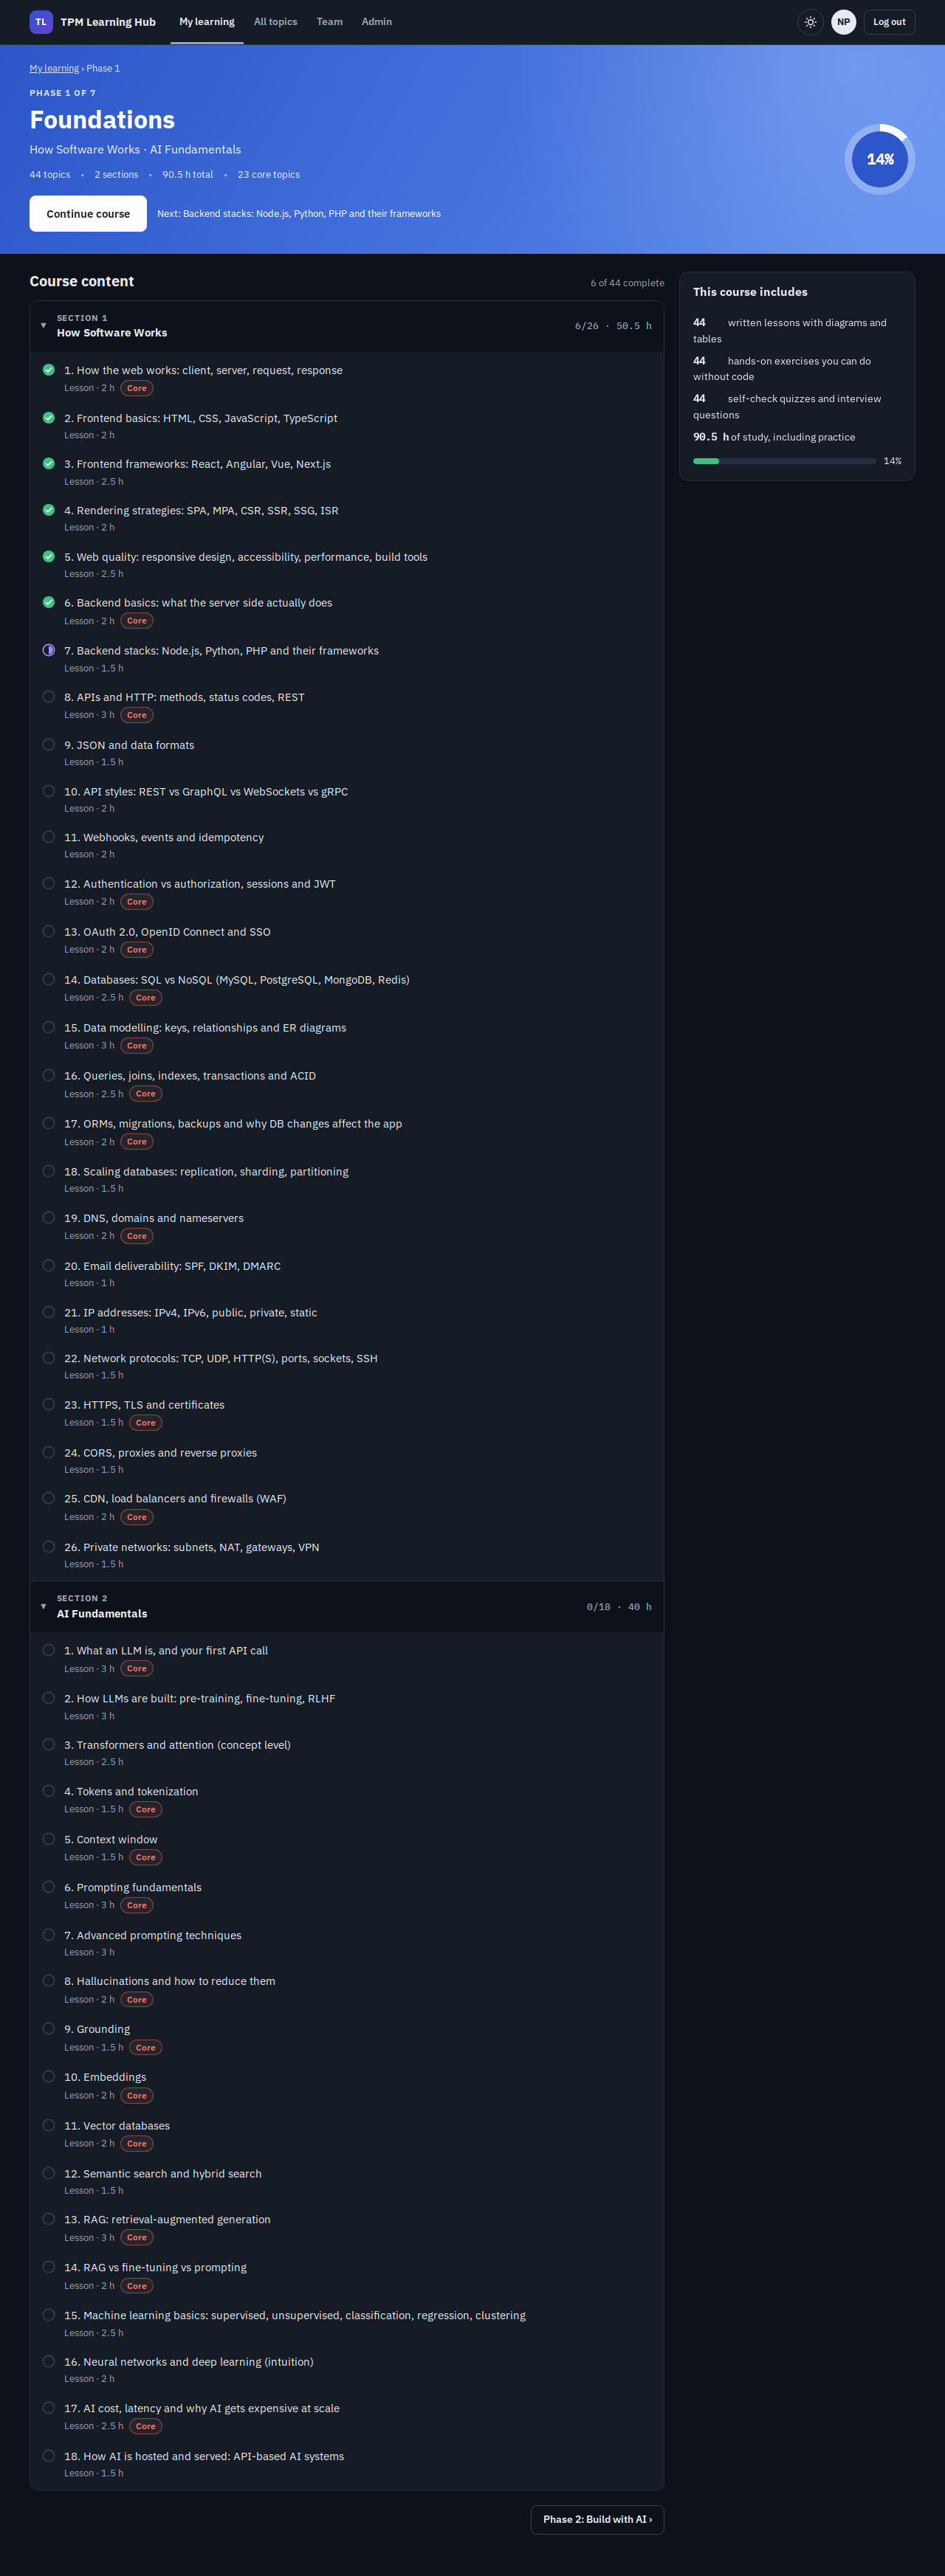 TL TPM Learning Hub My learning All topics Team Admin NP Log out
My learning › Phase 1
PHASE 1 OF 7
Foundations
How Software Works · AI Fundamentals
44 topics • 2 sections • 90.5 h total • 23 core topics
14%
Continue course Next: Backend stacks: Node.js, Python, PHP and their frameworks
Course content 6 of 44 complete
SECTION 1
How Software Works 6/26 · 50.5 h
1. How the web works: client, server, request, response
Lesson · 2 h Core
2. Frontend basics: HTML, CSS, JavaScript, TypeScript
Lesson · 2 h
3. Frontend frameworks: React, Angular, Vue, Next.js
Lesson · 2.5 h
4. Rendering strategies: SPA, MPA, CSR, SSR, SSG, ISR
Lesson · 2 h
5. Web quality: responsive design, accessibility, performance, build tools
Lesson · 2.5 h
6. Backend basics: what the server side actually does
Lesson · 2 h Core
7. Backend stacks: Node.js, Python, PHP and their frameworks
Lesson · 1.5 h
8. APIs and HTTP: methods, status codes, REST
Lesson · 3 h Core
9. JSON and data formats
Lesson · 1.5 h
10. API styles: REST vs GraphQL vs WebSockets vs gRPC
Lesson · 2 h
11. Webhooks, events and idempotency
Lesson · 2 h
12. Authentication vs authorization, sessions and JWT
Lesson · 2 h Core
13. OAuth 2.0, OpenID Connect and SSO
Lesson · 2 h Core
14. Databases: SQL vs NoSQL (MySQL, PostgreSQL, MongoDB, Redis)
Lesson · 2.5 h Core
15. Data modelling: keys, relationships and ER diagrams
Lesson · 3 h Core
16. Queries, joins, indexes, transactions and ACID
Lesson · 2.5 h Core
17. ORMs, migrations, backups and why DB changes affect the app
Lesson · 2 h Core
18. Scaling databases: replication, sharding, partitioning
Lesson · 1.5 h
19. DNS, domains and nameservers
Lesson · 2 h Core
20. Email deliverability: SPF, DKIM, DMARC
Lesson · 1 h
21. IP addresses: IPv4, IPv6, public, private, static
Lesson · 1 h
22. Network protocols: TCP, UDP, HTTP(S), ports, sockets, SSH
Lesson · 1.5 h
23. HTTPS, TLS and certificates
Lesson · 1.5 h Core
24. CORS, proxies and reverse proxies
Lesson · 1.5 h
25. CDN, load balancers and firewalls (WAF)
Lesson · 2 h Core
26. Private networks: subnets, NAT, gateways, VPN
Lesson · 1.5 h
SECTION 2
AI Fundamentals 0/18 · 40 h
1. What an LLM is, and your first API call
Lesson · 3 h Core
2. How LLMs are built: pre-training, fine-tuning, RLHF
Lesson · 3 h
3. Transformers and attention (concept level)
Lesson · 2.5 h
4. Tokens and tokenization
Lesson · 1.5 h Core
5. Context window
Lesson · 1.5 h Core
6. Prompting fundamentals
Lesson · 3 h Core
7. Advanced prompting techniques
Lesson · 3 h
8. Hallucinations and how to reduce them
Lesson · 2 h Core
9. Grounding
Lesson · 1.5 h Core
10. Embeddings
Lesson · 2 h Core
11. Vector databases
Lesson · 2 h Core
12. Semantic search and hybrid search
Lesson · 1.5 h
13. RAG: retrieval-augmented generation
Lesson · 3 h Core
14. RAG vs fine-tuning vs prompting
Lesson · 2 h Core
15. Machine learning basics: supervised, unsupervised, classification, regression, clustering
Lesson · 2.5 h
16. Neural networks and deep learning (intuition)
Lesson · 2 h
17. AI cost, latency and why AI gets expensive at scale
Lesson · 2.5 h Core
18. How AI is hosted and served: API-based AI systems
Lesson · 1.5 h
Phase 2: Build with AI ›
This course includes
44 written lessons with diagrams and
tables
44 hands-on exercises you can do
without code
44 self-check quizzes and interview
questions
90.5 h of study, including practice
14%